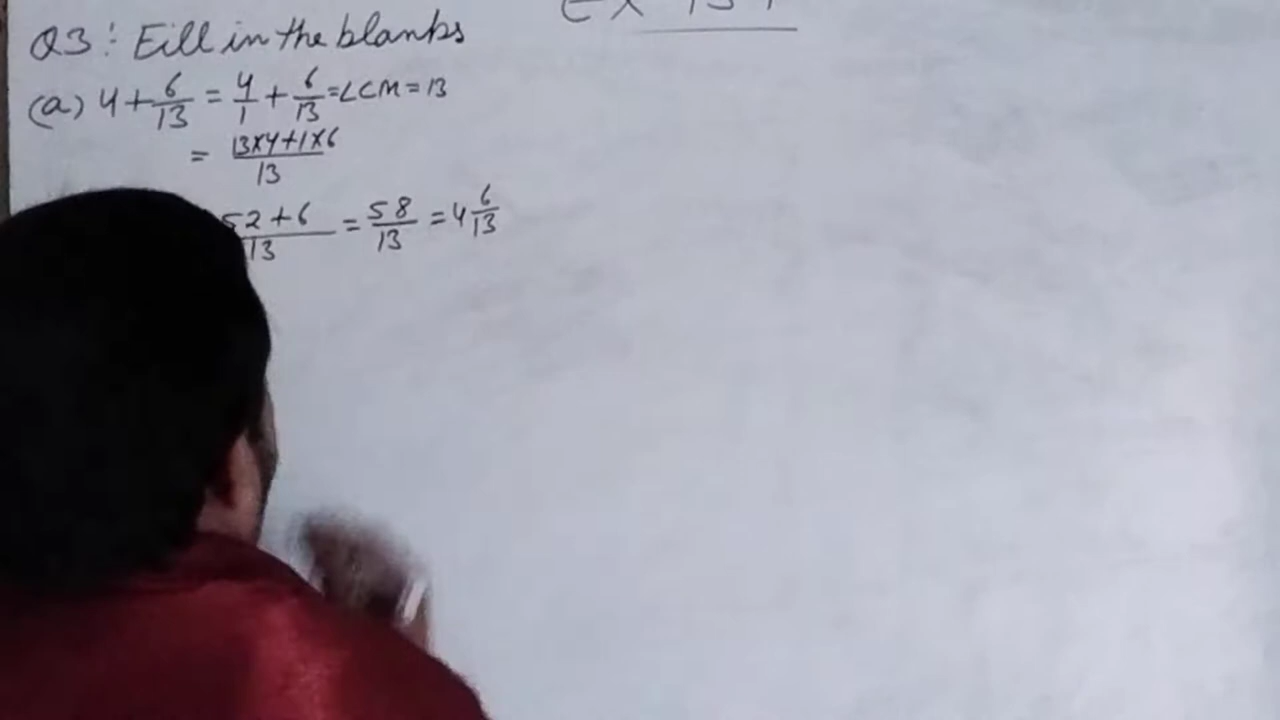 Q3: Fill in the blanks
(a) 4 + 6/13 = 4/1 + 6/13 = LCM = 13
= 13×4+1×6/13
52+6/13 = 58/13 = 4 6/13